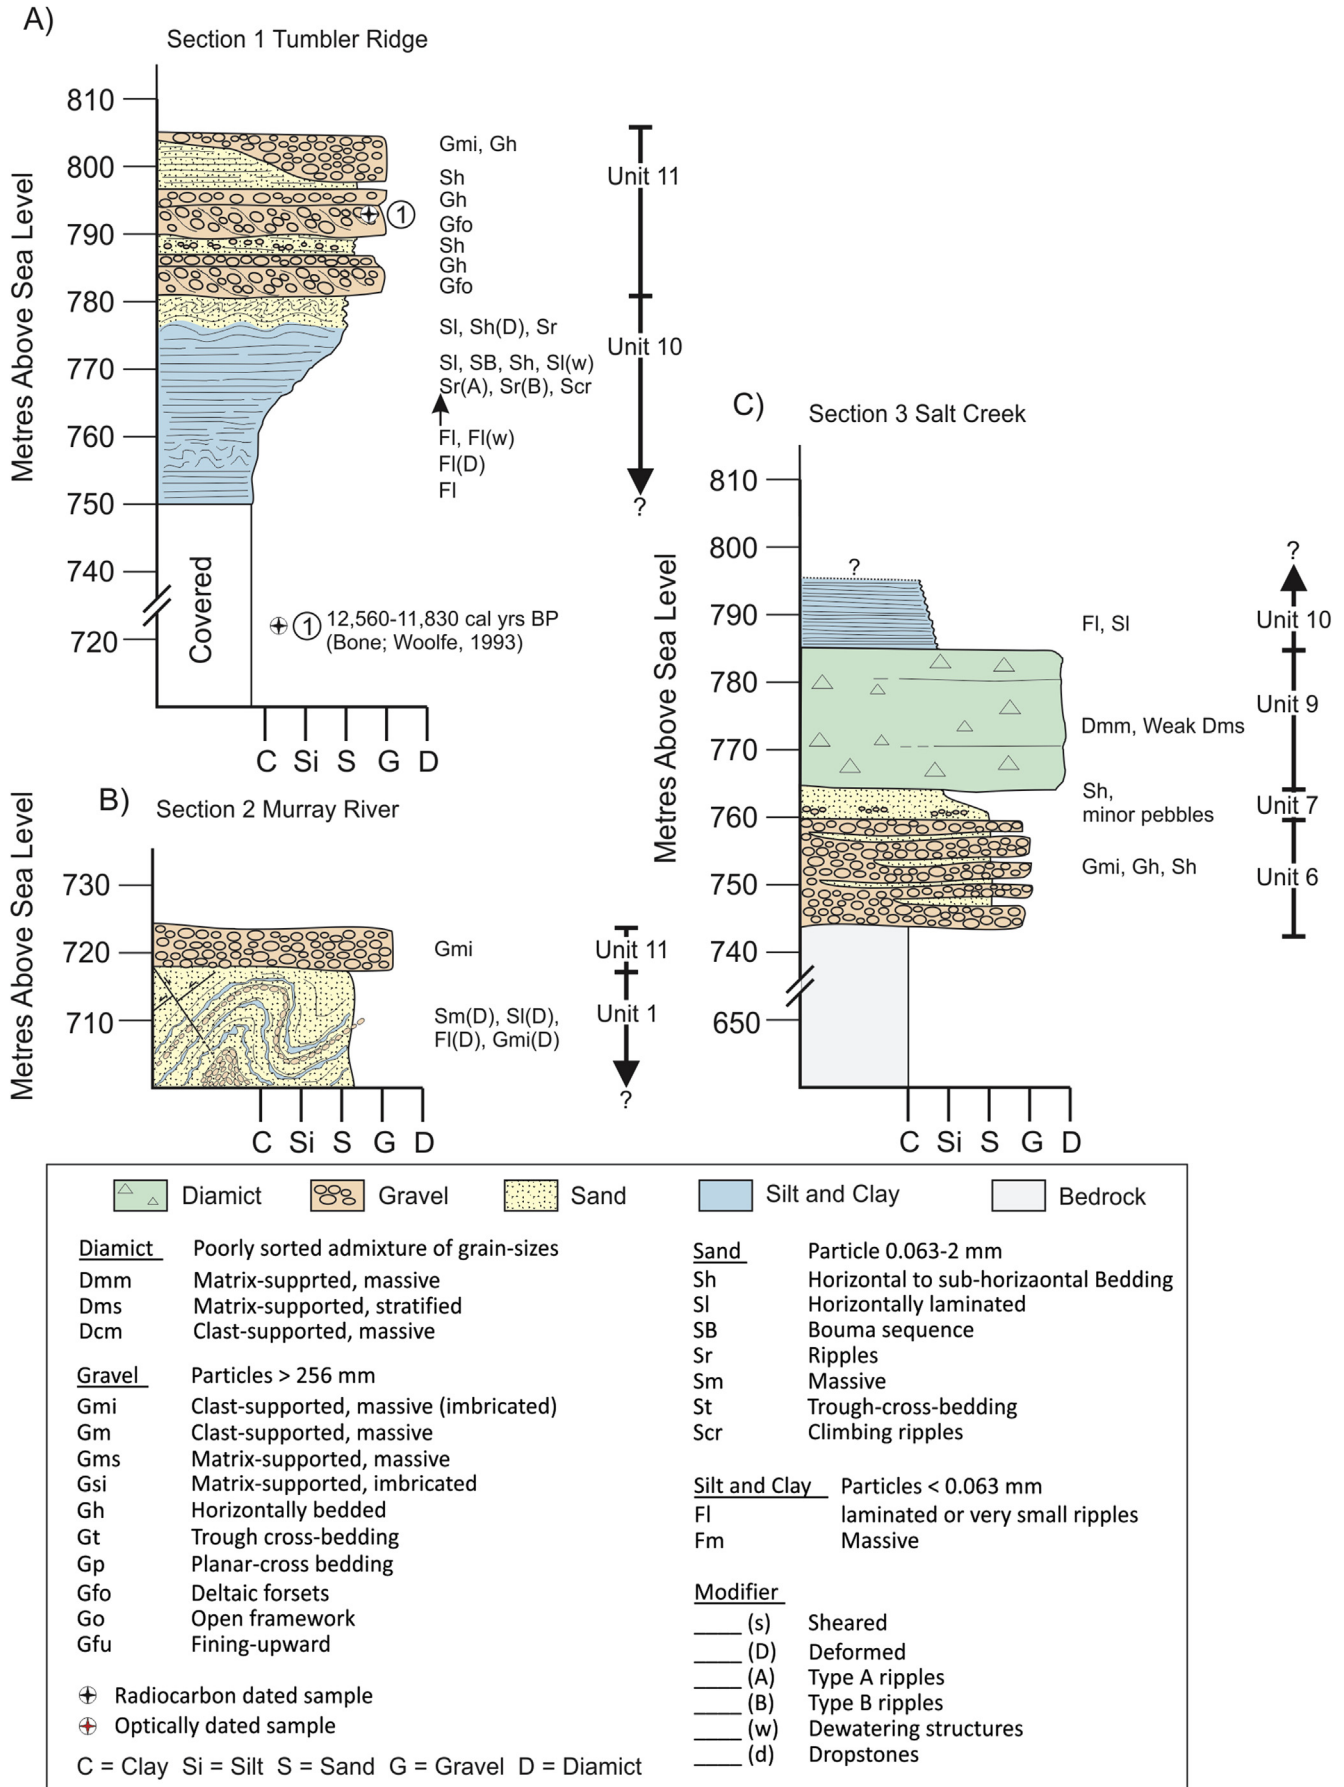 A)
Section 1 Tumbler Ridge
Metres Above Sea Level
810
800
790
780
770
760
750
740
720
Gmi, Gh
Sh
Gh
Gfo
Sh
Gh
Gfo
Sl, Sh(D), Sr
Sl, SB, Sh, Sl(w)
Sr(A), Sr(B), Scr
Fl, Fl(w)
Fl(D)
Fl
1
Unit 11
Unit 10
?
Covered
1 12,560-11,830 cal yrs BP
(Bone; Woolfe, 1993)
C Si S G D
B)
Section 2 Murray River
Metres Above Sea Level
730
720
710
Gmi
Sm(D), Sl(D),
Fl(D), Gmi(D)
Unit 11
Unit 1
?
C Si S G D
C)
Section 3 Salt Creek
Metres Above Sea Level
810
800
790
780
770
760
750
740
650
?
Fl, Sl
Dmm, Weak Dms
Sh,
minor pebbles
Gmi, Gh, Sh
?
Unit 10
Unit 9
Unit 7
Unit 6
C Si S G D
Diamict Gravel Sand Silt and Clay Bedrock
Diamict Poorly sorted admixture of grain-sizes
Dmm Matrix-supprted, massive
Dms Matrix-supported, stratified
Dcm Clast-supported, massive
Gravel Particles > 256 mm
Gmi Clast-supported, massive (imbricated)
Gm Clast-supported, massive
Gms Matrix-supported, massive
Gsi Matrix-supported, imbricated
Gh Horizontally bedded
Gt Trough cross-bedding
Gp Planar-cross bedding
Gfo Deltaic forsets
Go Open framework
Gfu Fining-upward
Radiocarbon dated sample
Optically dated sample
C = Clay Si = Silt S = Sand G = Gravel D = Diamict
Sand Particle 0.063-2 mm
Sh Horizontal to sub-horizaontal Bedding
Sl Horizontally laminated
SB Bouma sequence
Sr Ripples
Sm Massive
St Trough-cross-bedding
Scr Climbing ripples
Silt and Clay Particles < 0.063 mm
Fl laminated or very small ripples
Fm Massive
Modifier
____ (s) Sheared
____ (D) Deformed
____ (A) Type A ripples
____ (B) Type B ripples
____ (w) Dewatering structures
____ (d) Dropstones